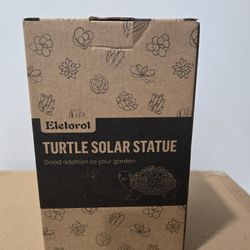 Eletorot
TURTLE SOLAR STATUE
Good addition to your garden